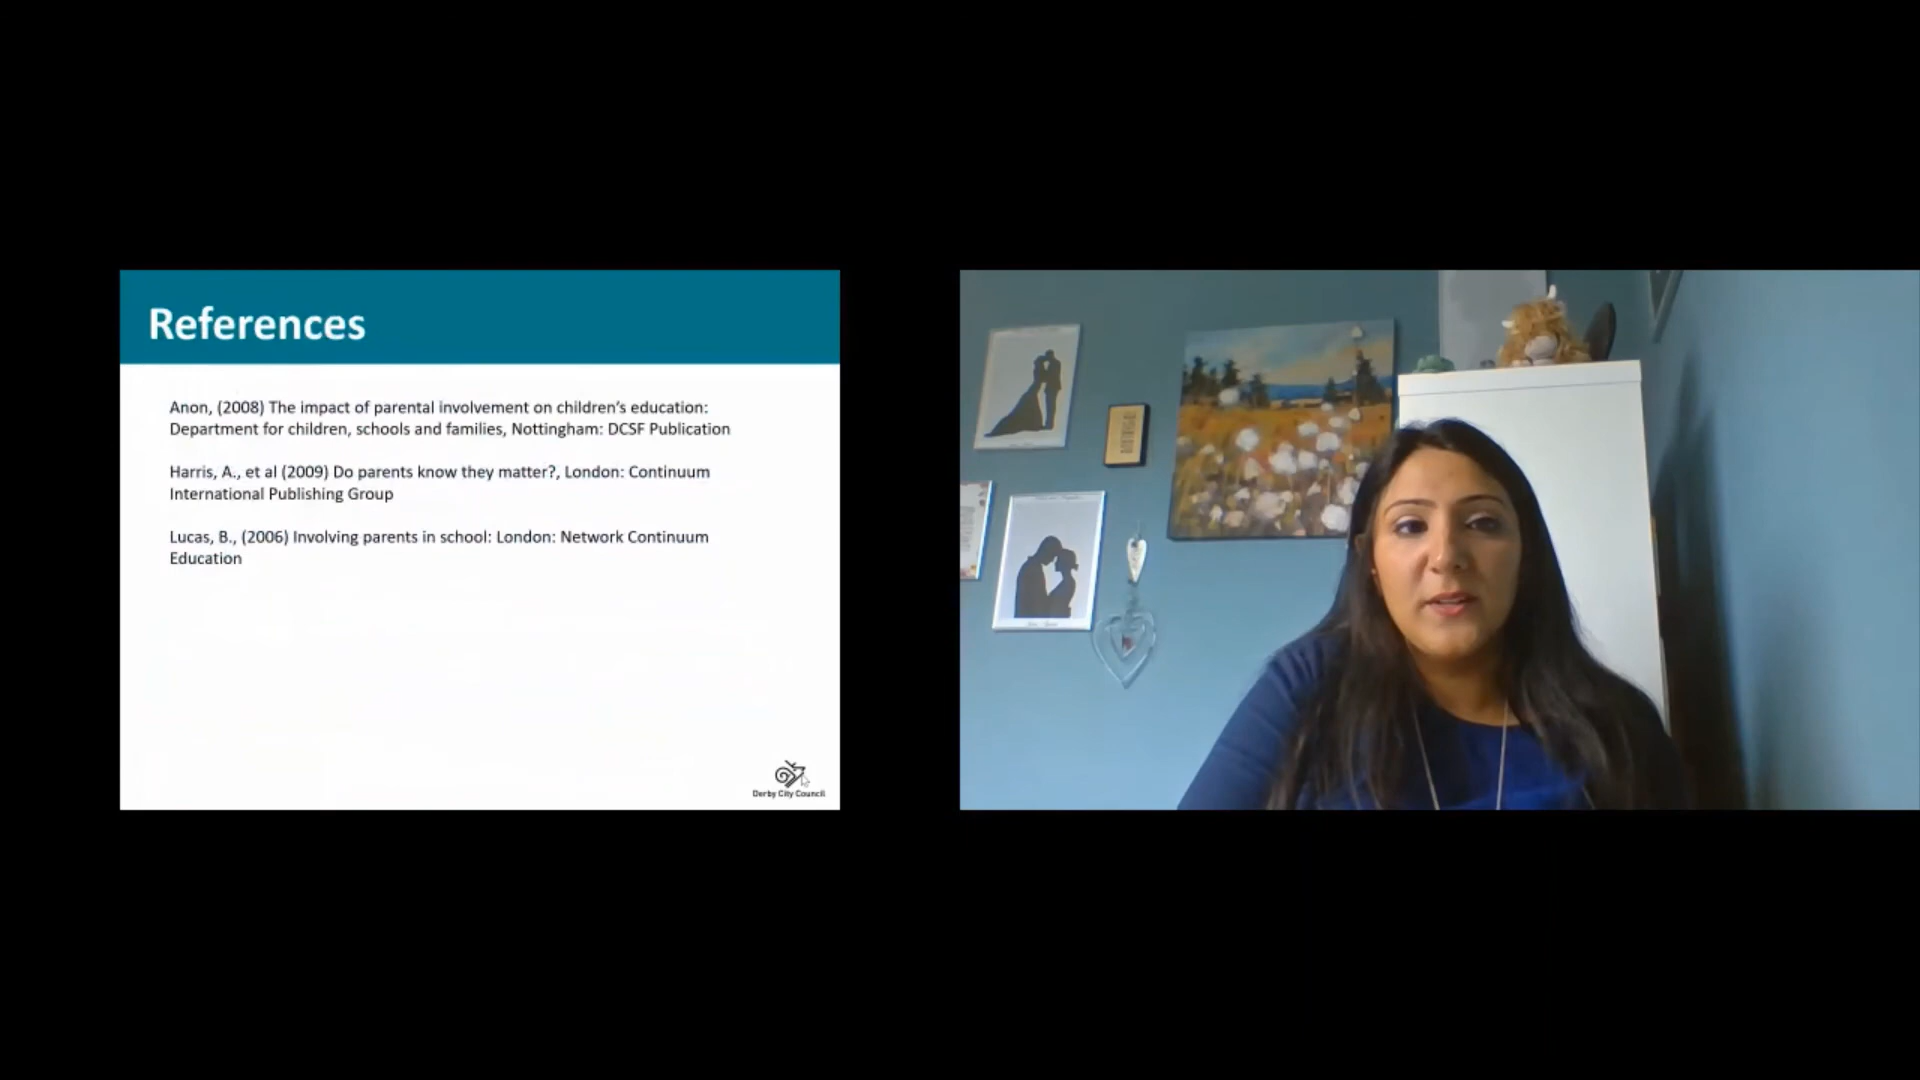 References
Anon, (2008) The impact of parental involvement on children's education:
Department for children, schools and families, Nottingham: DCSF Publication
Harris, A., et al (2009) Do parents know they matter?, London: Continuum
International Publishing Group
Lucas, B., (2006) Involving parents in school: London: Network Continuum
Education
Derby City Council